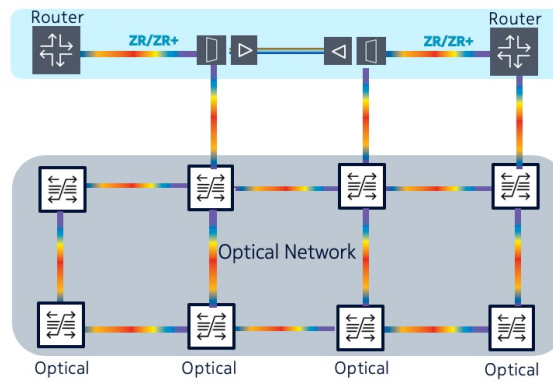 Router
Router
ZR/ZR+
ZR/ZR+
Optical Network
Optical
Optical
Optical
Optical